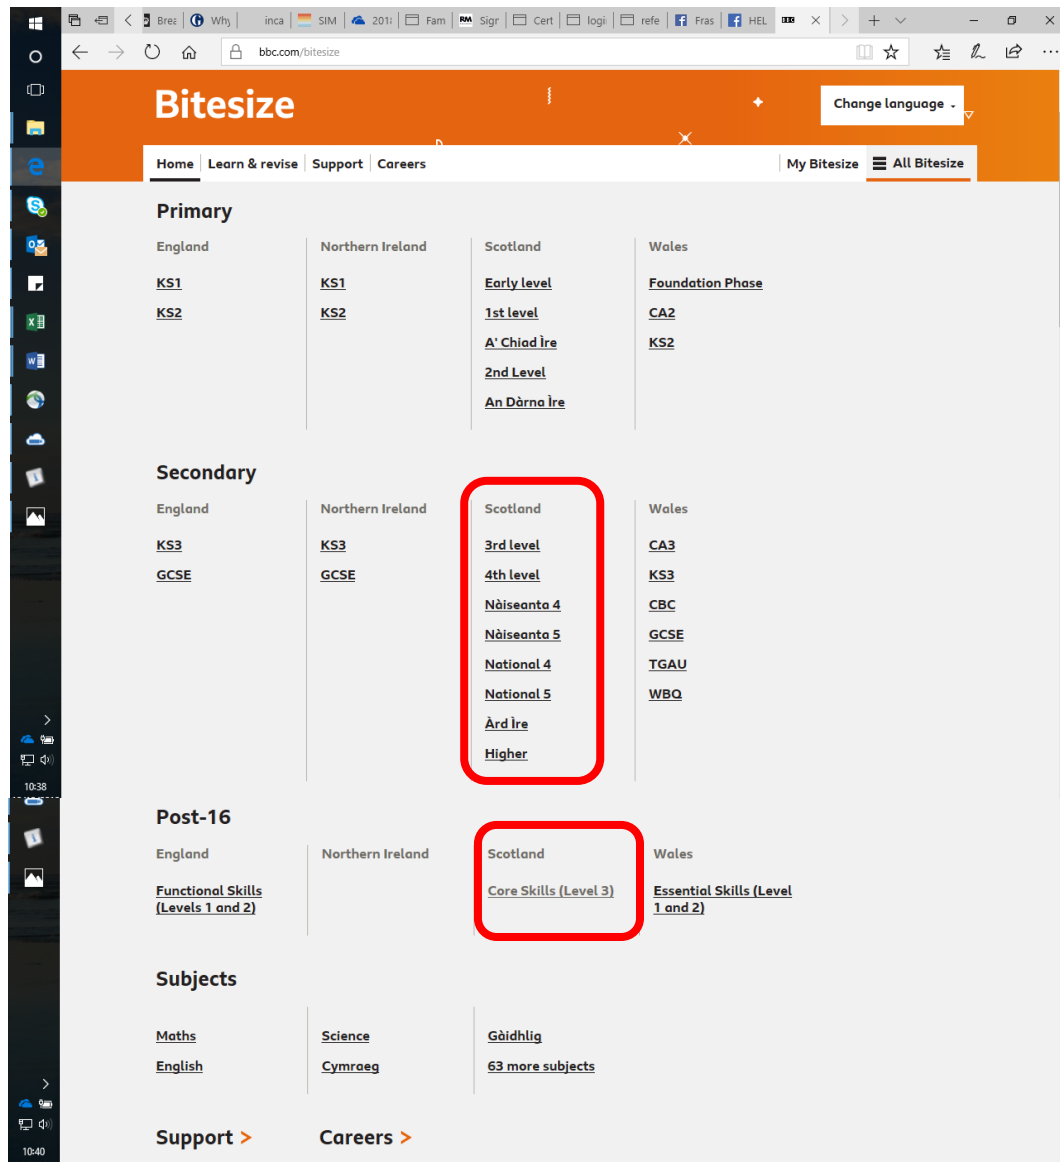 Brea
Why
inca
SIM
2018
Fam
RM
Sign
Cert
logi
refe
Fras
HEL
BBC
bbc.com/bitesize
Bitesize
Change language
Home
Learn & revise
Support
Careers
My Bitesize
All Bitesize
Primary
England
KS1
KS2
Northern Ireland
KS1
KS2
Scotland
Early level
1st level
A' Chiad Ìre
2nd Level
An Dàrna Ìre
Wales
Foundation Phase
CA2
KS2
Secondary
England
KS3
GCSE
Northern Ireland
KS3
GCSE
Scotland
3rd level
4th level
Nàiseanta 4
Nàiseanta 5
National 4
National 5
Àrd Ìre
Higher
Wales
CA3
KS3
CBC
GCSE
TGAU
WBQ
10:38
Post-16
England
Functional Skills
(Levels 1 and 2)
Northern Ireland
Scotland
Core Skills (Level 3)
Wales
Essential Skills (Level
1 and 2)
Subjects
Maths
English
Science
Cymraeg
Gàidhlig
63 more subjects
Support >
Careers >
10:40